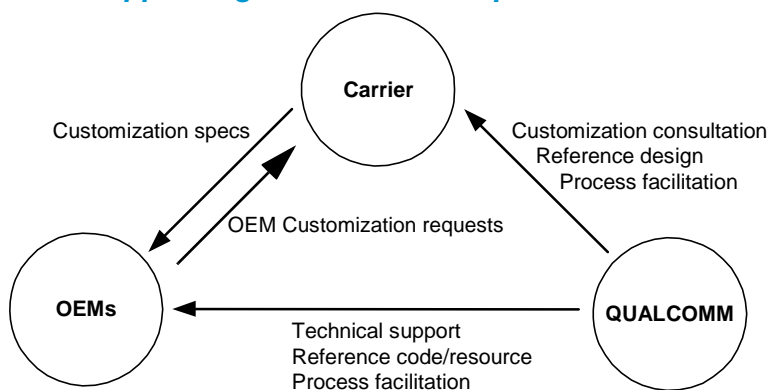 Carrier
Customization specs
Customization consultation
Reference design
Process facilitation
OEM Customization requests
OEMs
QUALCOMM
Technical support
Reference code/resource
Process facilitation